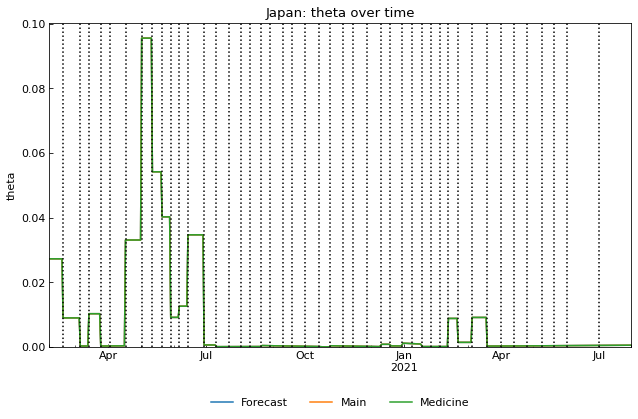 Japan: theta over time
0.10
0.08
0.06
theta
0.04
0.02
0.00
Apr Jul Oct Jan Apr Jul
2021
Forecast Main Medicine